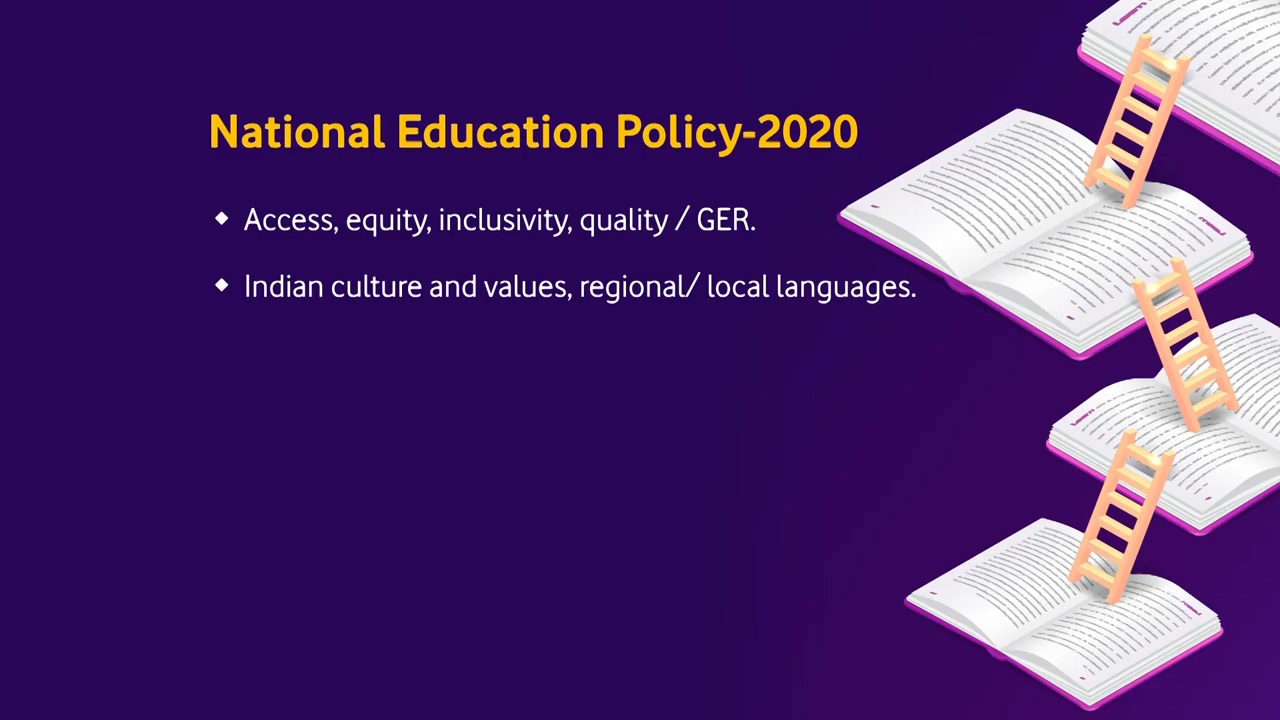 National Education Policy-2020
◆ Access, equity, inclusivity, quality / GER.
◆ Indian culture and values, regional/ local languages.